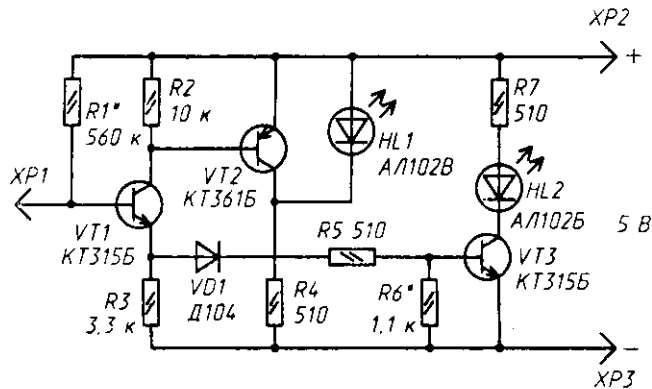 XP2
+
R1*
560 к
R2
10 к
R7
510
HL1
АЛ102В
VT2
КТ361Б
HL2
АЛ102Б
XP1
VT1
КТ315Б
R5 510
5 В
VT3
КТ315Б
VD1
Д104
R3
3,3 к
R4
510
R6*
1,1 к
−
XP3